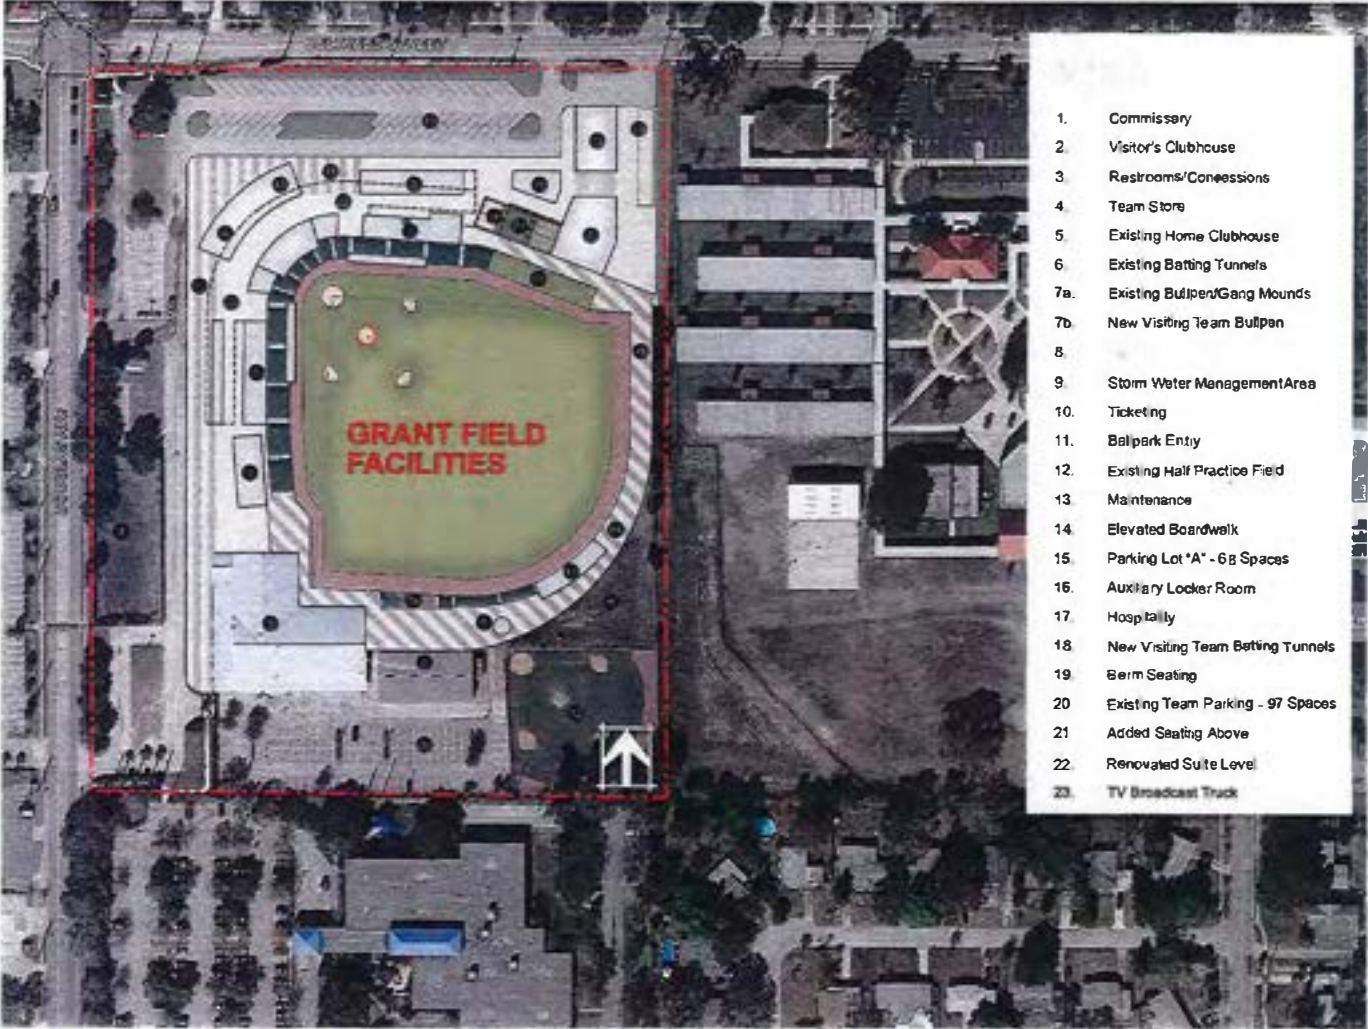 GRANT FIELD
FACILITIES
1. Commissary
2. Visitor's Clubhouse
3. Restrooms/Concessions
4. Team Store
5. Existing Home Clubhouse
6. Existing Batting Tunnels
7a. Existing Bullpen/Gang Mounds
7b. New Visiting Team Bullpen
8.
9. Storm Water Management Area
10. Ticketing
11. Ballpark Entry
12. Existing Half Practice Field
13. Maintenance
14. Elevated Boardwalk
15. Parking Lot "A" - 68 Spaces
16. Auxiliary Locker Room
17. Hospitality
18. New Visiting Team Batting Tunnels
19. Berm Seating
20. Existing Team Parking - 97 Spaces
21. Added Seating Above
22. Renovated Suite Level
23. TV Broadcast Truck